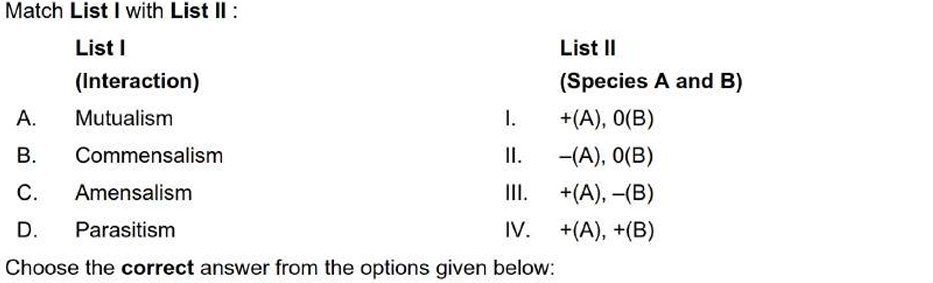 Match List I with List II :
List I List II
(Interaction) (Species A and B)
A. Mutualism I. +(A), 0(B)
B. Commensalism II. –(A), 0(B)
C. Amensalism III. +(A), –(B)
D. Parasitism IV. +(A), +(B)
Choose the correct answer from the options given below: